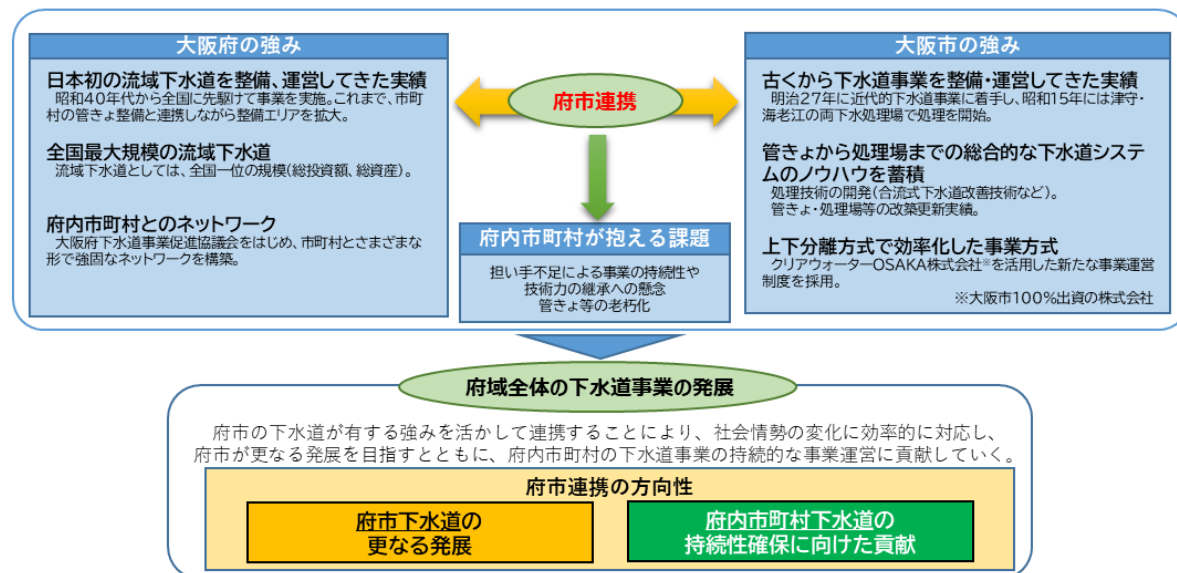 大阪府の強み
日本初の流域下水道を整備、運営してきた実績
昭和40年代から全国に先駆けて事業を実施。これまで、市町
村の管きょ整備と連携しながら整備エリアを拡大。
全国最大規模の流域下水道
流域下水道としては、全国一位の規模(総投資額、総資産)。
府内市町村とのネットワーク
大阪府下水道事業促進協議会をはじめ、市町村とさまざまな
形で強固なネットワークを構築。
府市連携
府内市町村が抱える課題
担い手不足による事業の持続性や
技術力の継承への懸念
管きょ等の老朽化
大阪市の強み
古くから下水道事業を整備・運営してきた実績
明治27年に近代的下水道事業に着手し、昭和15年には津守・
海老江の両下水処理場で処理を開始。
管きょから処理場までの総合的な下水道システ
ムのノウハウを蓄積
処理技術の開発(合流式下水道改善技術など)。
管きょ・処理場等の改築更新実績。
上下分離方式で効率化した事業方式
クリアウォーターOSAKA株式会社※を活用した新たな事業運営
制度を採用。
※大阪市100%出資の株式会社
府域全体の下水道事業の発展
府市の下水道が有する強みを活かして連携することにより、社会情勢の変化に効率的に対応し、
府市が更なる発展を目指すとともに、府内市町村の下水道事業の持続的な事業運営に貢献していく。
府市連携の方向性
府市下水道の
更なる発展
府内市町村下水道の
持続性確保に向けた貢献